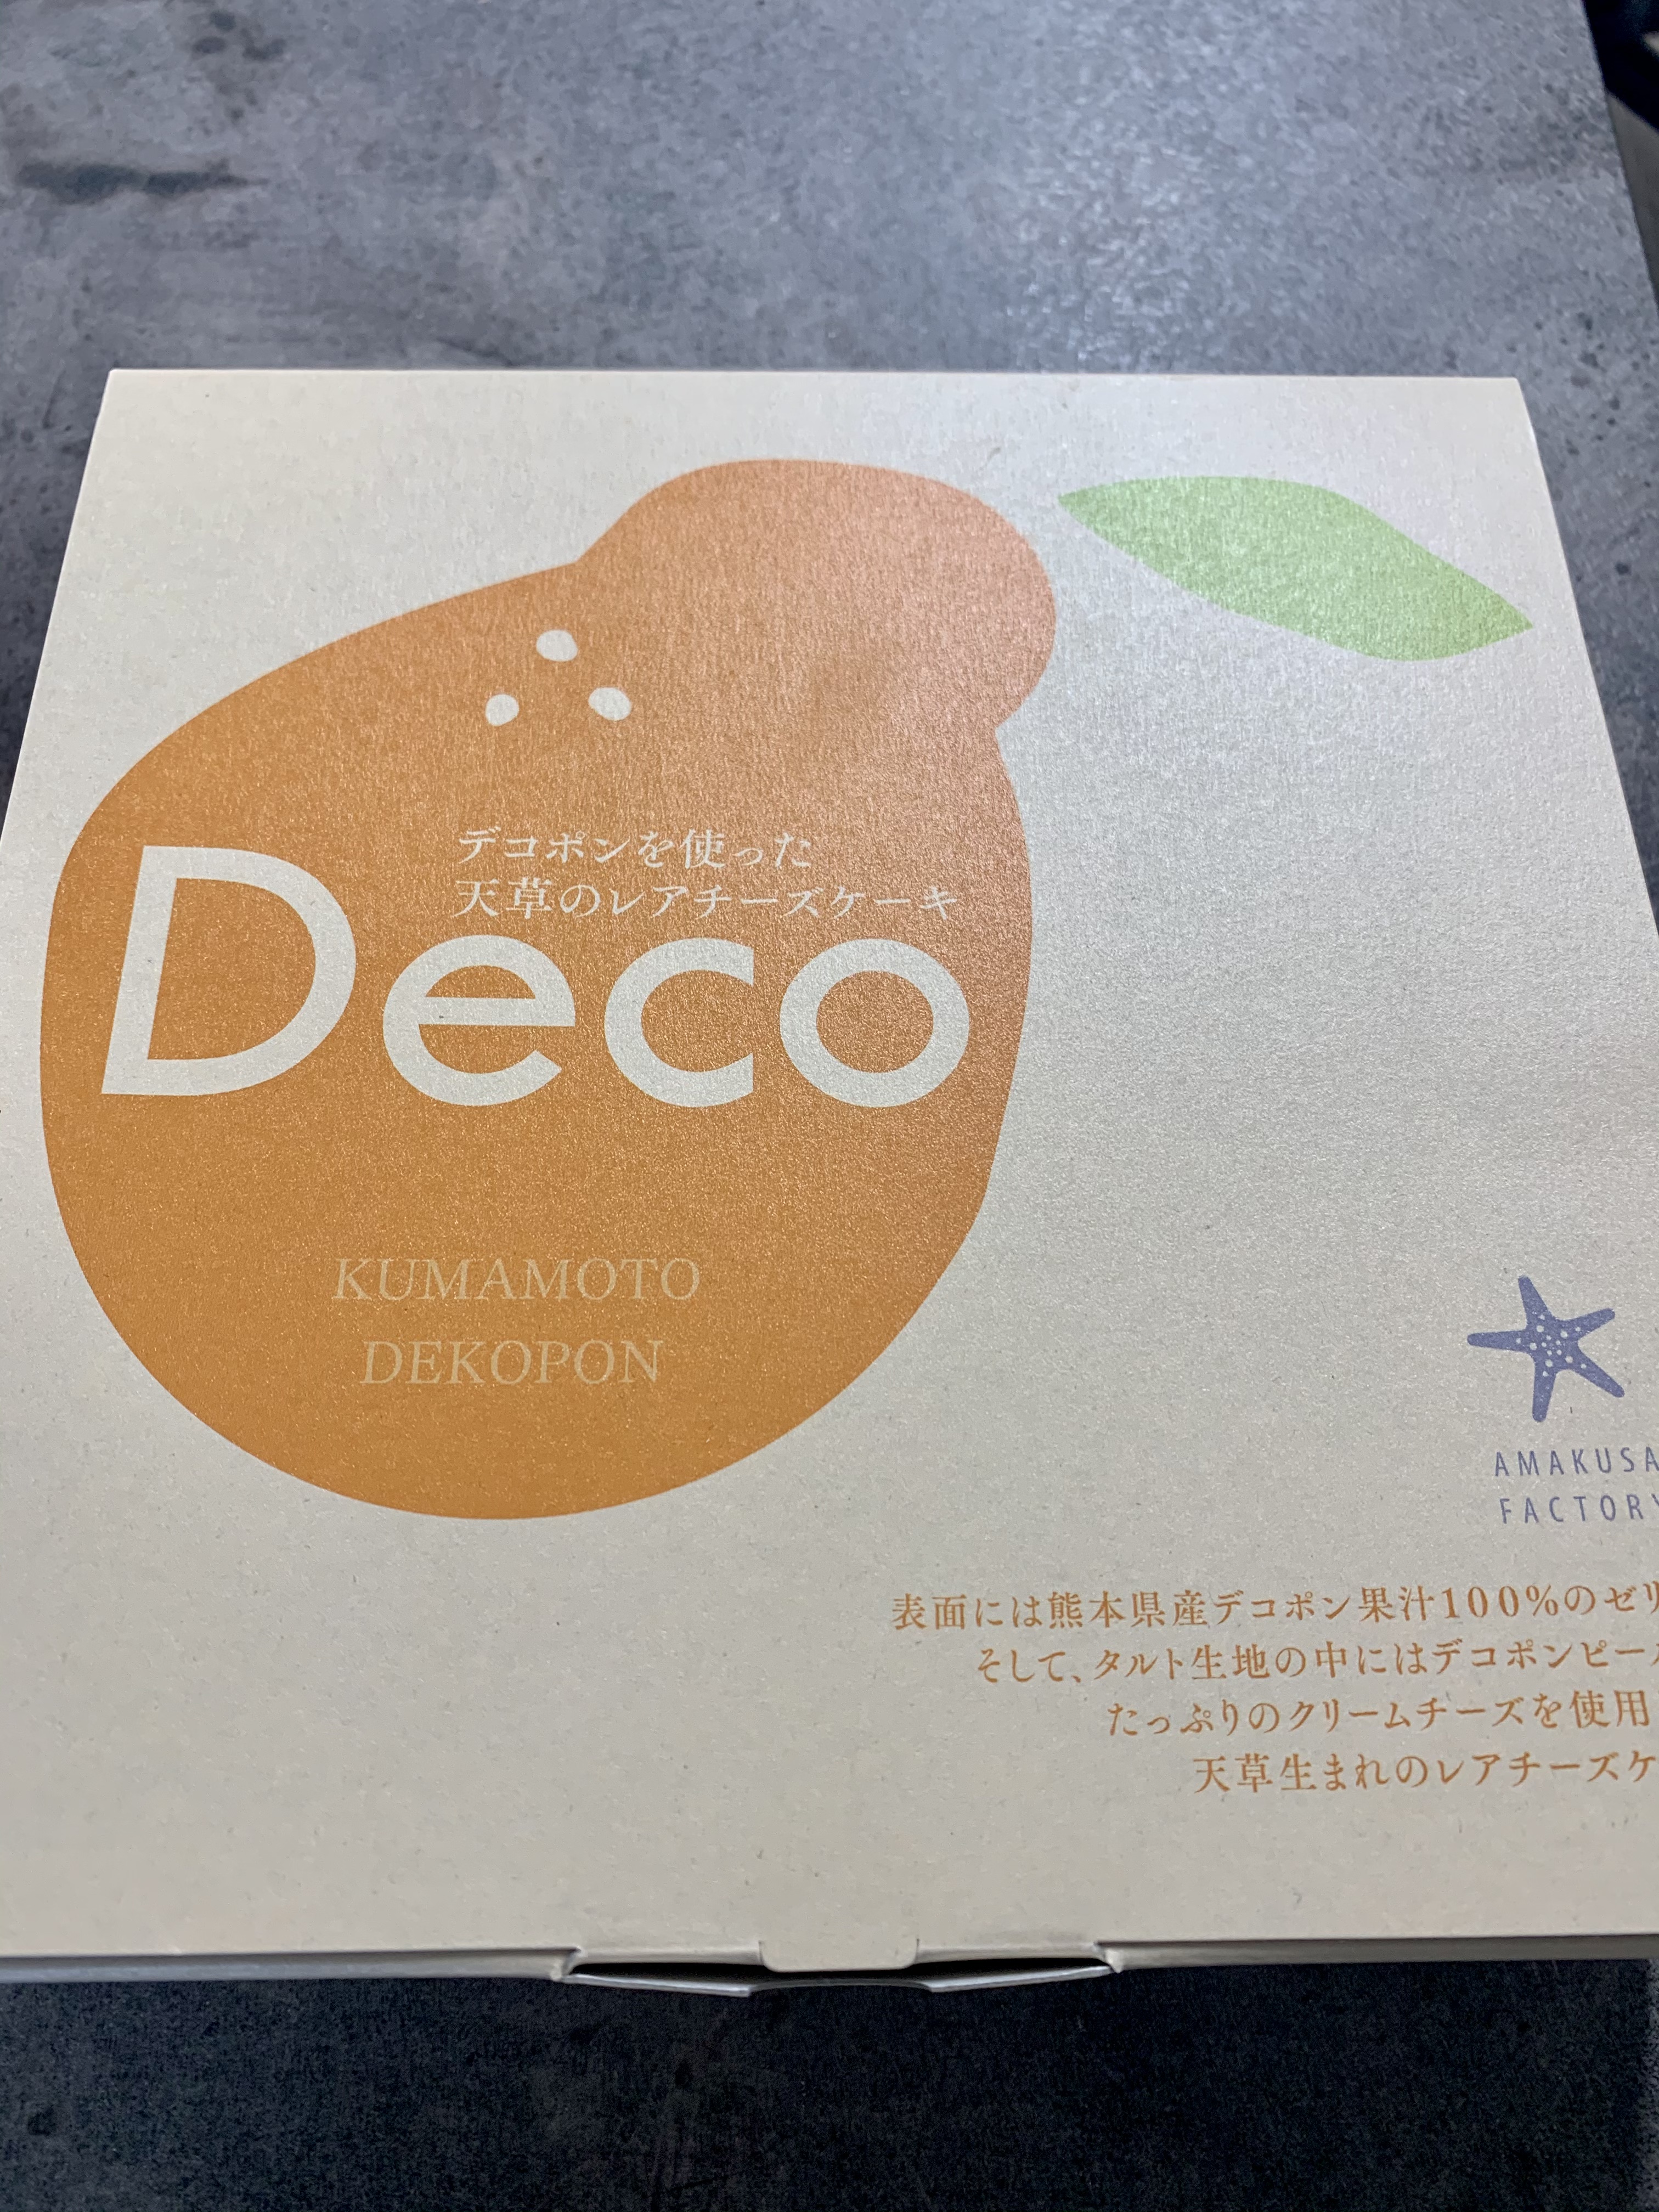 デコポンを使った
天草のレアチーズケーキ
Deco
KUMAMOTO
DEKOPON
AMAKUSA
FACTORY
表面には熊本県産デコポン果汁100%のゼリ
そして、タルト生地の中にはデコポンピー
たっぷりのクリームチーズを使用
天草生まれのレアチーズケ